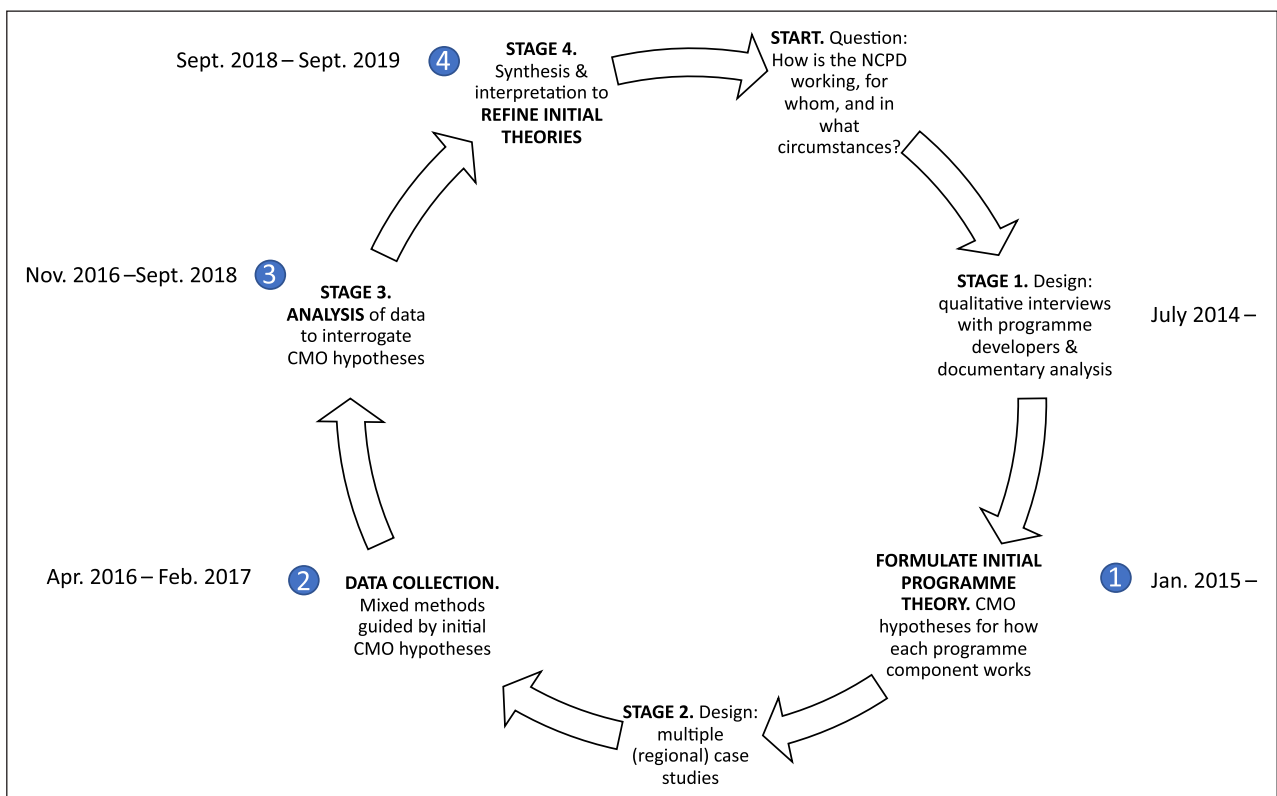 START. Question:
How is the NCPD
working, for
whom, and in
what
circumstances?
STAGE 1. Design:
qualitative interviews
with programme
developers &
documentary analysis
July 2014 –
FORMULATE INITIAL
PROGRAMME
THEORY. CMO
hypotheses for how
each programme
component works
1
Jan. 2015 –
STAGE 2. Design:
multiple
(regional) case
studies
Apr. 2016 – Feb. 2017
2
DATA COLLECTION.
Mixed methods
guided by initial
CMO hypotheses
Nov. 2016 –Sept. 2018
3
STAGE 3.
ANALYSIS of data
to interrogate
CMO hypotheses
Sept. 2018 – Sept. 2019
4
STAGE 4.
Synthesis &
interpretation to
REFINE INITIAL
THEORIES